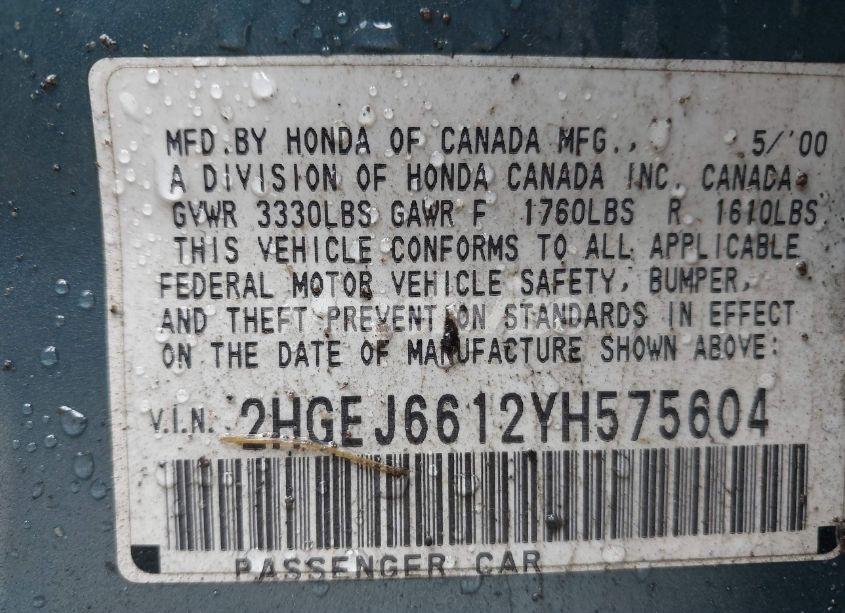 MFD.BY HONDA OF CANADA MFG., 5/'00
A DIVISION OF HONDA CANADA INC. CANADA
GVWR 3330LBS GAWR F 1760LBS R 1610LBS
THIS VEHICLE CONFORMS TO ALL APPLICABLE
FEDERAL MOTOR VEHICLE SAFETY, BUMPER,
AND THEFT PREVENTION STANDARDS IN EFFECT
ON THE DATE OF MANUFACTURE SHOWN ABOVE:
V.I.N. 2HGEJ6612YH575604
PASSENGER CAR